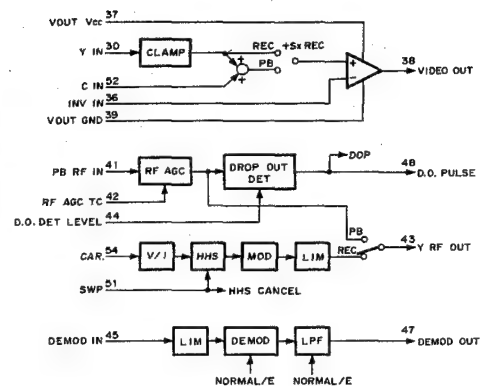 VOUT Vcc 37
Y IN 30
CLAMP
REC
+Sx REC
PB
+
+
C IN 52
INV IN 36
VOUT GND 39
+
−
38
VIDEO OUT
PB RF IN 41
RF AGC
DROP OUT
DET
DOP
48
D.O. PULSE
RF AGC TC 42
D.O. DET LEVEL 44
PB
CAR. 54
V/I
HHS
MOD
LIM
REC
43
Y RF OUT
SWP 51
HHS CANCEL
DEMOD IN 45
LIM
DEMOD
LPF
47
DEMOD OUT
NORMAL/E
NORMAL/E